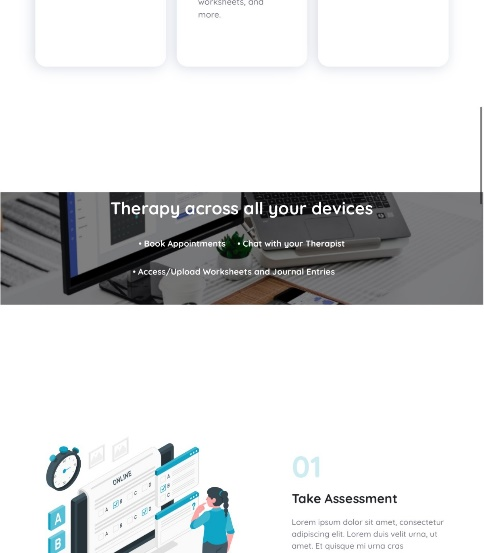 worksheets, and
more.
Therapy across all your devices
• Book Appointments • Chat with your Therapist
• Access/Upload Worksheets and Journal Entries
ONLINE
A
B
01
Take Assessment
Lorem ipsum dolor sit amet, consectetur
adipiscing elit. Lorem duis velit urna, ut
amet. Et quisque mi urna cras